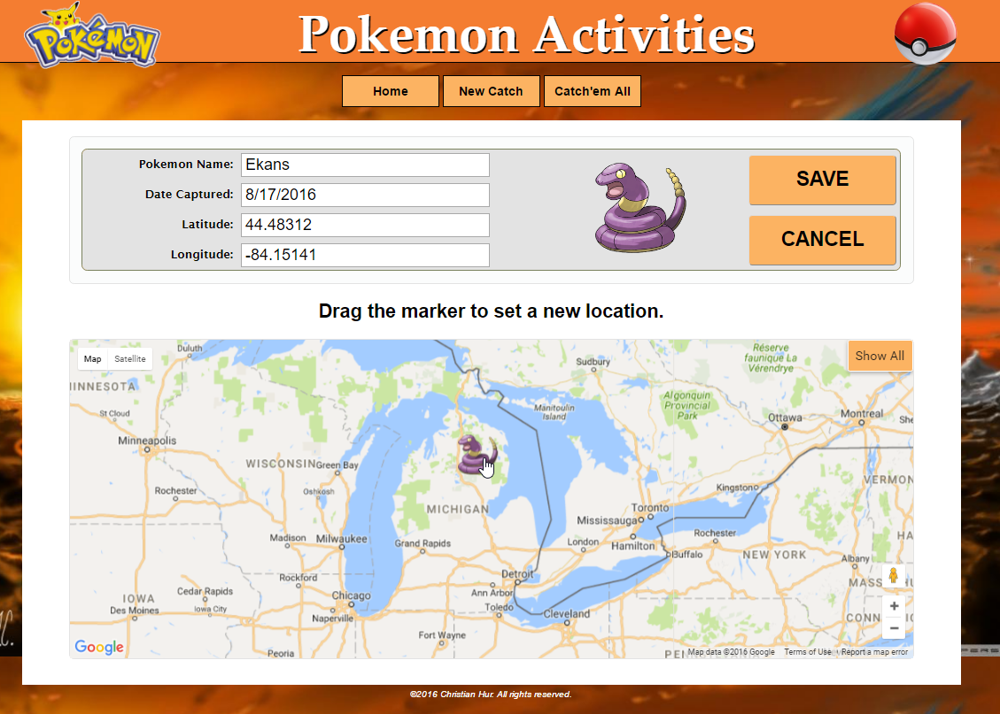 Pokémon
Pokemon Activities
Home
New Catch
Catch'em All
Pokemon Name: Ekans
Date Captured: 8/17/2016
Latitude: 44.48312
Longitude: -84.15141
SAVE
CANCEL
Drag the marker to set a new location.
Map
Satellite
Show All
Duluth
Sudbury
Réserve
faunique La
Vérendrye
MINNESOTA
Manitoulin
Island
Algonquin
Provincial
Park
St Cloud
Ottawa
Montreal
She
Minneapolis
WISCONSIN
Green Bay
Oshkosh
Rochester
MICHIGAN
Kingston
VERMON
Toronto
Mississauga
Madison
Milwaukee
Grand Rapids
London
Hamilton
Rochester
HA
Buffalo
NEW YORK
Albany
Rockford
Detroit
Ann Arbor
MASS
Cedar Rapids
Chicago
IOWA
Iowa City
Des Moines
Naperville
Toledo
Cleveland
CONN
Fort Wayne
Google
Peoria
PENNSYLVANIA
Map data ©2016 Google
Terms of Use
Report a map error
©2016 Christian Hur. All rights reserved.